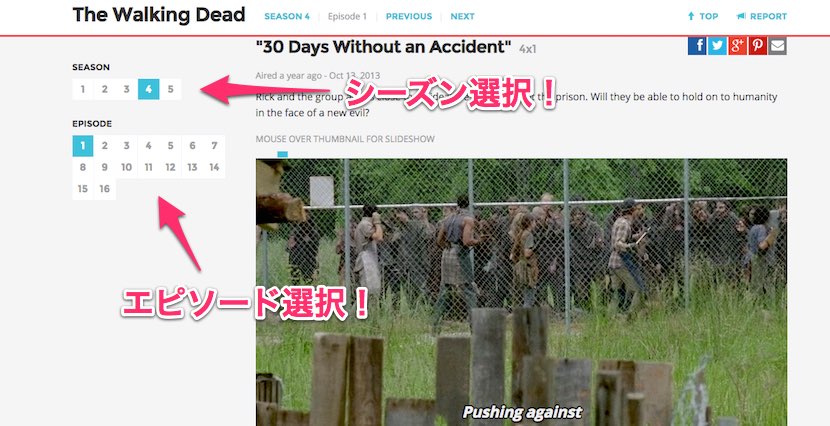 The Walking Dead
SEASON 4 Episode 1 PREVIOUS NEXT
TOP REPORT
"30 Days Without an Accident" 4x1
Aired a year ago - Oct 13, 2013
SEASON
1 2 3 4 5
シーズン選択！
Rick and the group
the prison. Will they be able to hold on to humanity
in the face of a new evil?
EPISODE
1 2 3 4 5 6 7
8 9 10 11 12 13 14
15 16
MOUSE OVER THUMBNAIL FOR SLIDESHOW
エピソード選択！
Pushing against